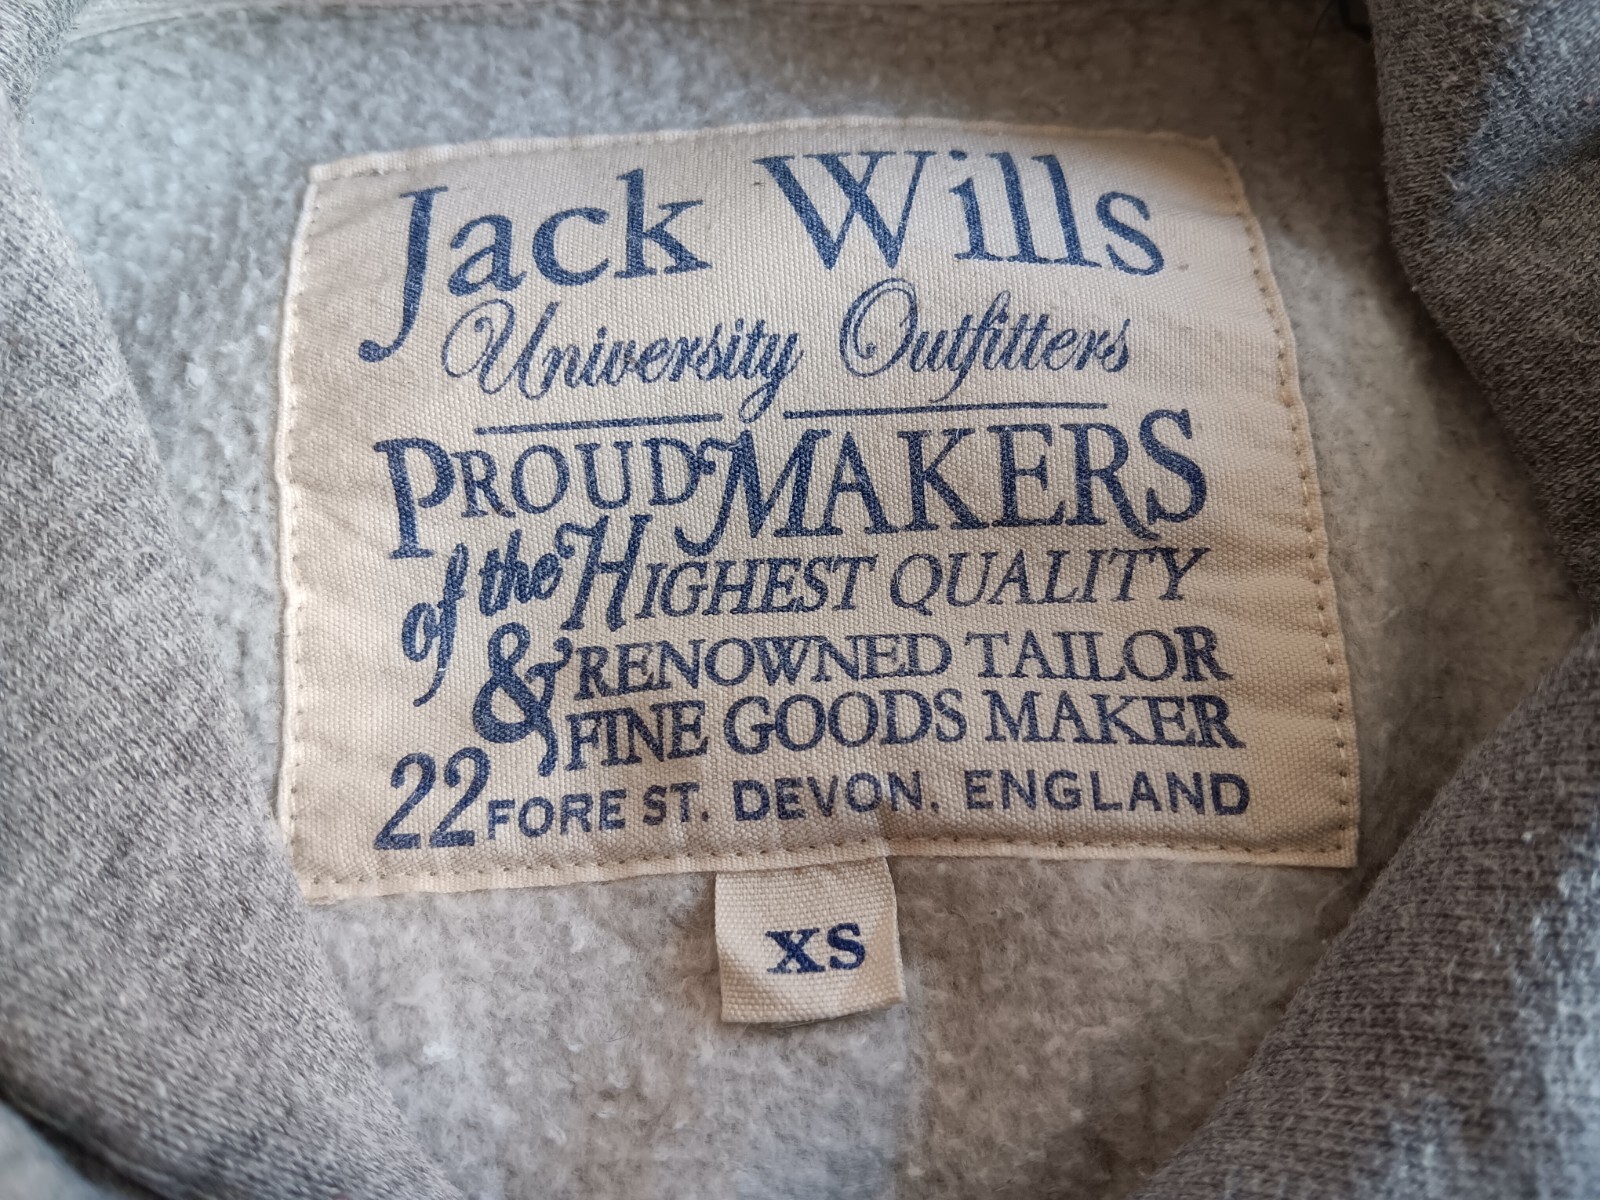 Jack Wills
University Outfitters
PROUD MAKERS
of the HIGHEST QUALITY
& RENOWNED TAILOR
FINE GOODS MAKER
22 FORE ST. DEVON. ENGLAND
XS